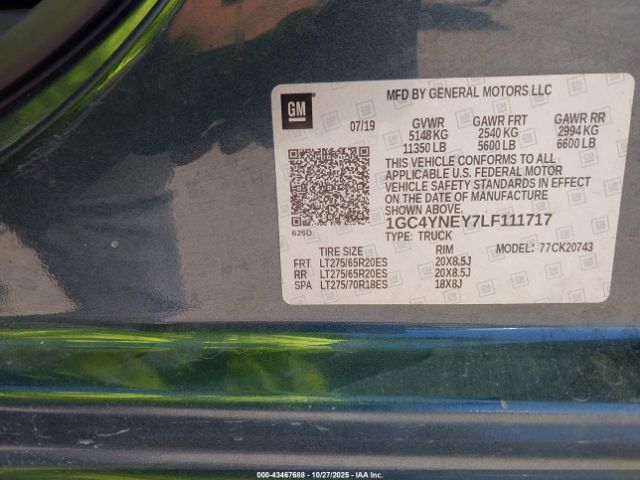 MFD BY GENERAL MOTORS LLC
GM
07/19
GVWR GAWR FRT GAWR RR
5148 KG 2540 KG 2994 KG
11350 LB 5600 LB 6600 LB
THIS VEHICLE CONFORMS TO ALL
APPLICABLE U.S. FEDERAL MOTOR
VEHICLE SAFETY STANDARDS IN EFFECT
ON THE DATE OF MANUFACTURE
SHOWN ABOVE.
1GC4YNEY7LF111717
626D
TYPE: TRUCK MODEL: 77CK20743
TIRE SIZE RIM
FRT LT275/65R20ES 20X8.5J
RR LT275/65R20ES 20X8.5J
SPA LT275/70R18ES 18X8J
000-43467688 - 10/27/2025 - IAA Inc.